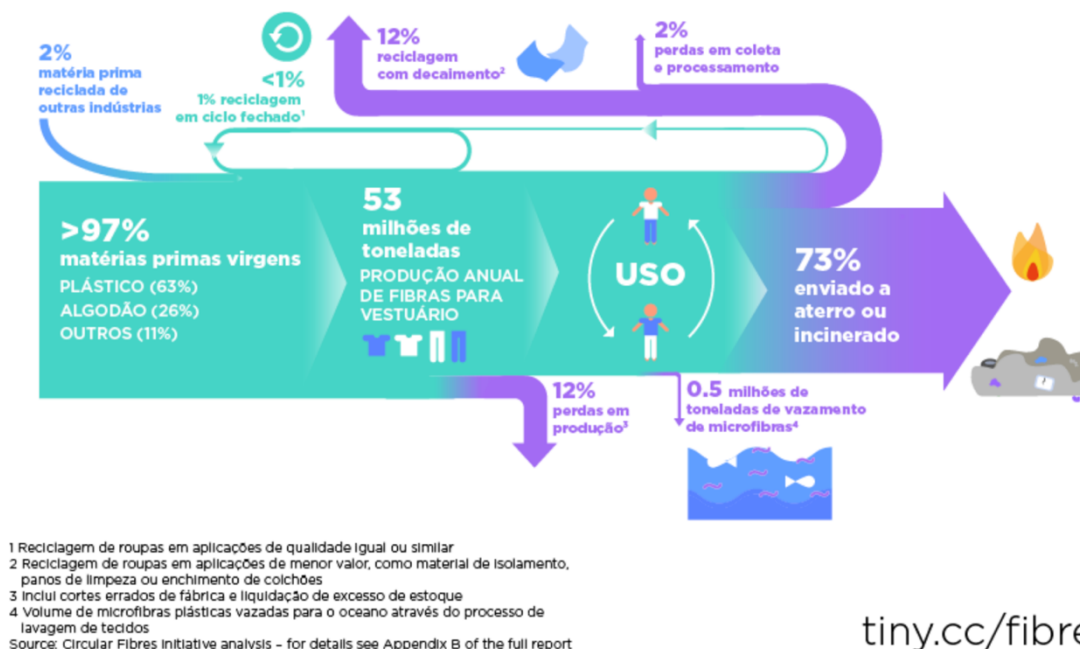 2%
matéria prima
reciclada de
outras indústrias
<1%
1% reciclagem
em ciclo fechado¹
12%
reciclagem
com decaimento²
2%
perdas em coleta
e processamento
>97%
matérias primas virgens
PLÁSTICO (63%)
ALGODÃO (26%)
OUTROS (11%)
53
milhões de
toneladas
PRODUÇÃO ANUAL
DE FIBRAS PARA
VESTUÁRIO
USO
73%
enviado a
aterro ou
incinerado
12%
perdas em
produção³
0.5 milhões de
toneladas de vazamento
de microfibras⁴
1 Reciclagem de roupas em aplicações de qualidade igual ou similar
2 Reciclagem de roupas em aplicações de menor valor, como material de isolamento,
panos de limpeza ou enchimento de colchões
3 Inclui cortes errados de fábrica e liquidação de excesso de estoque
4 Volume de microfibras plásticas vazadas para o oceano através do processo de
lavagem de tecidos
Source: Circular Fibres Initiative analysis – for details see Appendix B of the full report
tiny.cc/fibre